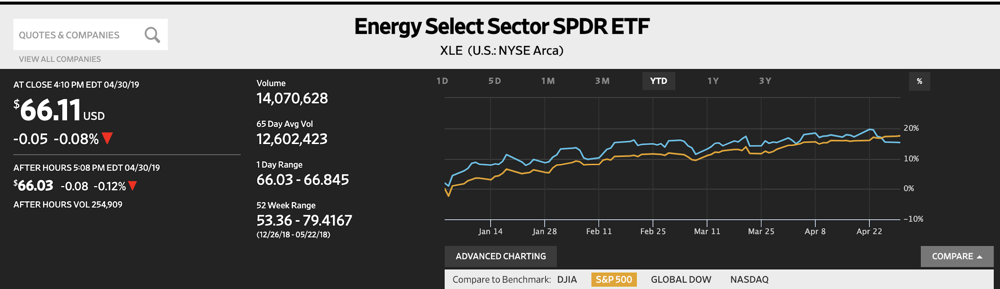 Energy Select Sector SPDR ETF
XLE (U.S.: NYSE Arca)
QUOTES & COMPANIES
VIEW ALL COMPANIES
AT CLOSE 4:10 PM EDT 04/30/19
$66.11 USD
-0.05 -0.08%
AFTER HOURS 5:08 PM EDT 04/30/19
$66.03 -0.08 -0.12%
AFTER HOURS VOL 254,909
Volume
14,070,628
65 Day Avg Vol
12,602,423
1 Day Range
66.03 - 66.845
52 Week Range
53.36 - 79.4167
(12/26/18 - 05/22/18)
1D 5D 1M 3M YTD 1Y 3Y %
20%
10%
0%
-10%
Jan 14 Jan 28 Feb 11 Feb 25 Mar 11 Mar 25 Apr 8 Apr 22
ADVANCED CHARTING COMPARE
Compare to Benchmark: DJIA S&P 500 GLOBAL DOW NASDAQ